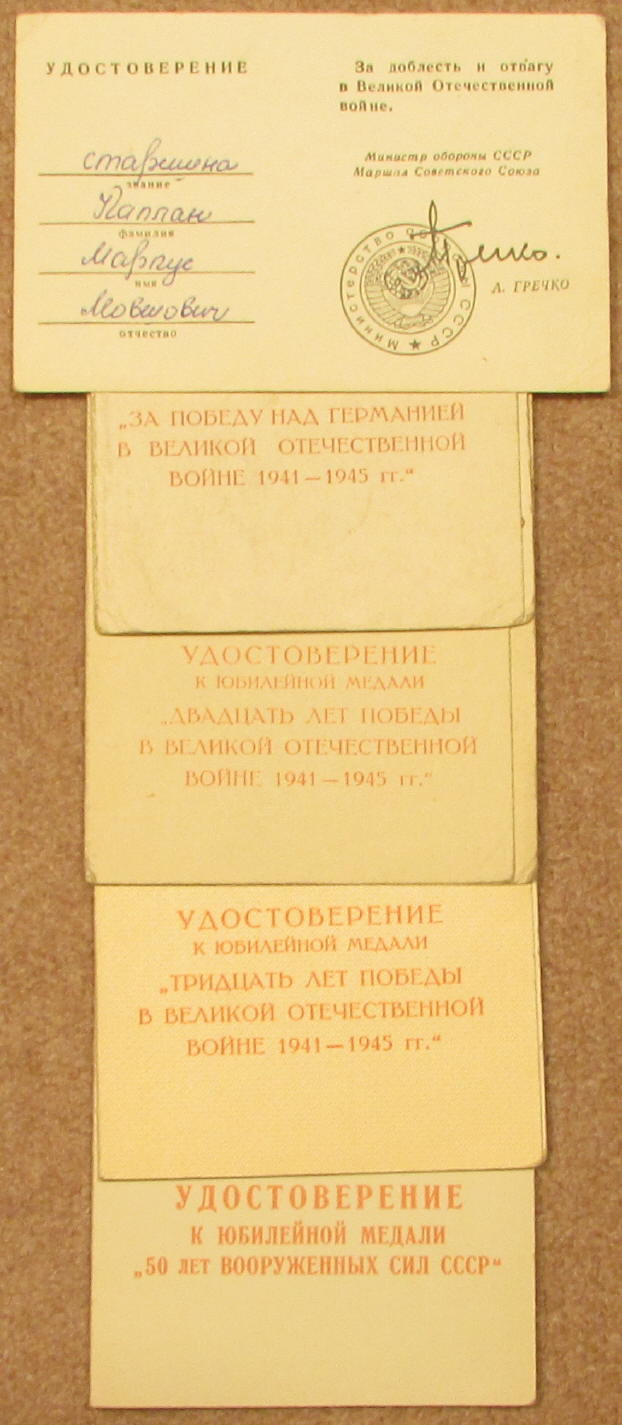 УДОСТОВЕРЕНИЕ
старшина
звание
Каплан
фамилия
Маркус
имя
Мовшович
отчество
За доблесть и отвагу
в Великой Отечественной
войне.
Министр обороны СССР
Маршал Советского Союза
Министерство обороны СССР
А. ГРЕЧКО
„ЗА ПОБЕДУ НАД ГЕРМАНИЕЙ
В ВЕЛИКОЙ ОТЕЧЕСТВЕННОЙ
ВОЙНЕ 1941—1945 гг.“
УДОСТОВЕРЕНИЕ
К ЮБИЛЕЙНОЙ МЕДАЛИ
„ДВАДЦАТЬ ЛЕТ ПОБЕДЫ
В ВЕЛИКОЙ ОТЕЧЕСТВЕННОЙ
ВОЙНЕ 1941—1945 гг.“
УДОСТОВЕРЕНИЕ
К ЮБИЛЕЙНОЙ МЕДАЛИ
„ТРИДЦАТЬ ЛЕТ ПОБЕДЫ
В ВЕЛИКОЙ ОТЕЧЕСТВЕННОЙ
ВОЙНЕ 1941—1945 гг.“
УДОСТОВЕРЕНИЕ
К ЮБИЛЕЙНОЙ МЕДАЛИ
„50 ЛЕТ ВООРУЖЕННЫХ СИЛ СССР“